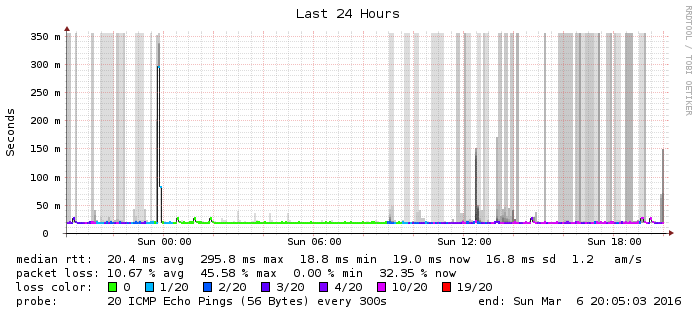 Last 24 Hours
RRDTOOL / TOBI OETIKER
Seconds
350 m
300 m
250 m
200 m
150 m
100 m
50 m
0
Sun 00:00 Sun 06:00 Sun 12:00 Sun 18:00
median rtt: 20.4 ms avg 295.8 ms max 18.8 ms min 19.0 ms now 16.8 ms sd 1.2 am/s
packet loss: 10.67 % avg 45.58 % max 0.00 % min 32.35 % now
loss color: 0 1/20 2/20 3/20 4/20 10/20 19/20
probe: 20 ICMP Echo Pings (56 Bytes) every 300s end: Sun Mar 6 20:05:03 2016